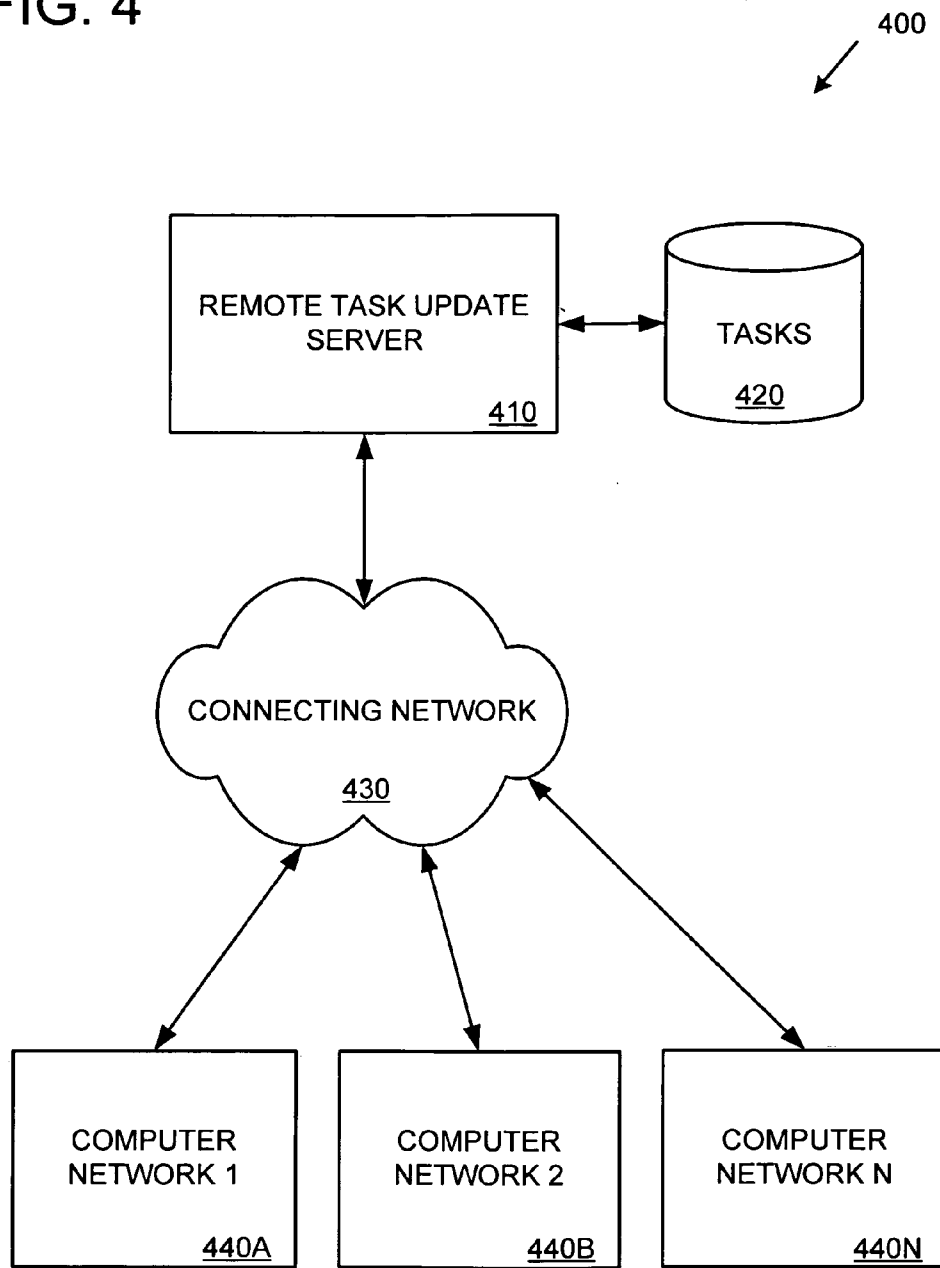 FIG. 4
400
REMOTE TASK UPDATE
SERVER
410
TASKS
420
CONNECTING NETWORK
430
COMPUTER
NETWORK 1
440A
COMPUTER
NETWORK 2
440B
COMPUTER
NETWORK N
440N